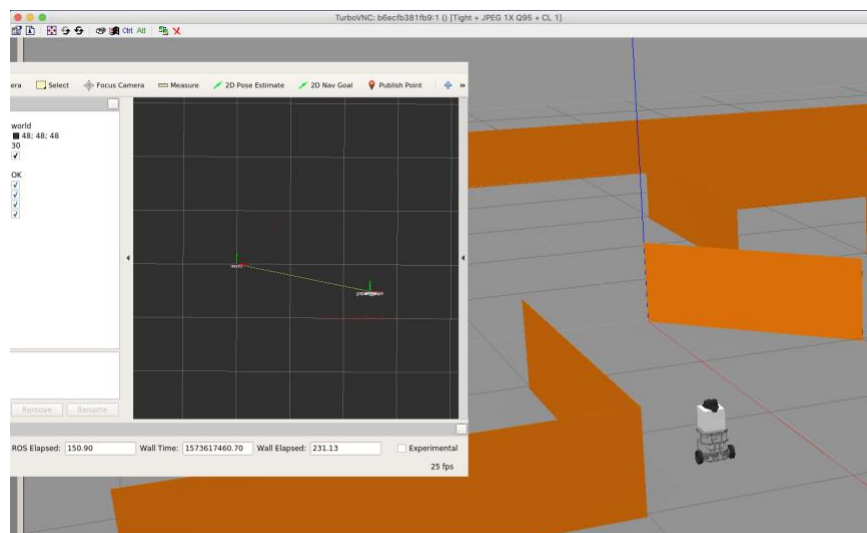 TurboVNC: b6ecfb381fb9:1 () [Tight + JPEG 1X Q95 + CL 1]
Ctrl Alt
era Select Focus Camera Measure 2D Pose Estimate 2D Nav Goal Publish Point »
world
48; 48; 48
30
OK
Remove Rename
ROS Elapsed: 150.90 Wall Time: 1573617460.70 Wall Elapsed: 231.13 Experimental
25 fps